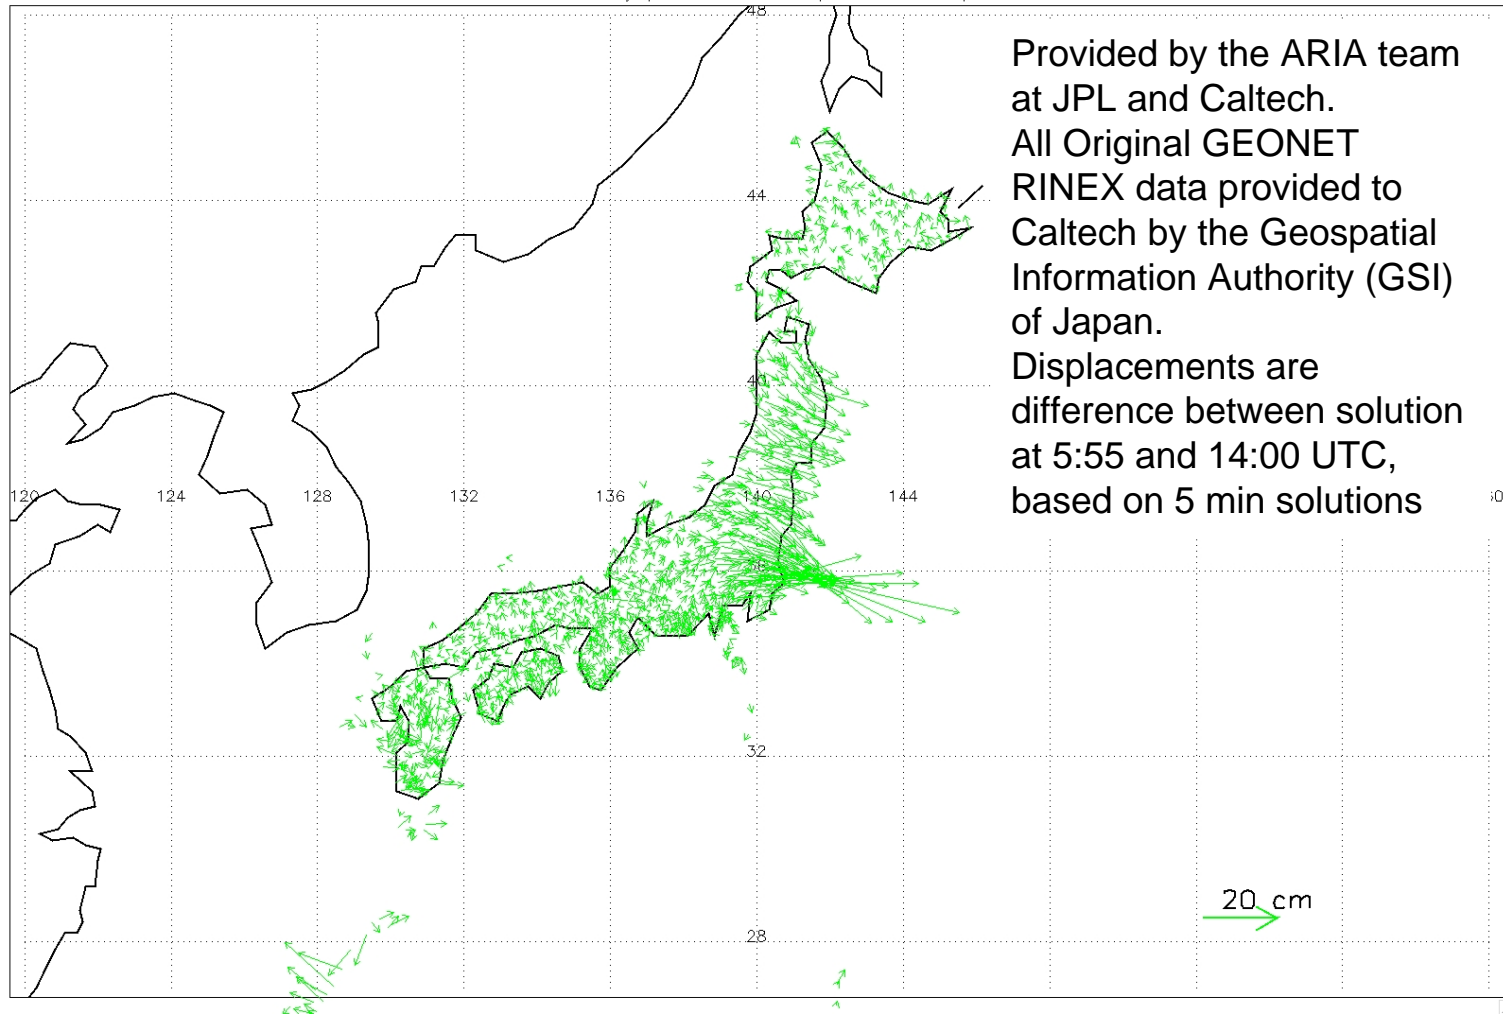 48
Provided by the ARIA team
at JPL and Caltech.
All Original GEONET
RINEX data provided to
Caltech by the Geospatial
Information Authority (GSI)
of Japan.
Displacements are
difference between solution
at 5:55 and 14:00 UTC,
based on 5 min solutions
44
40
120 124 128 132 136 140 144
32
20 cm
28